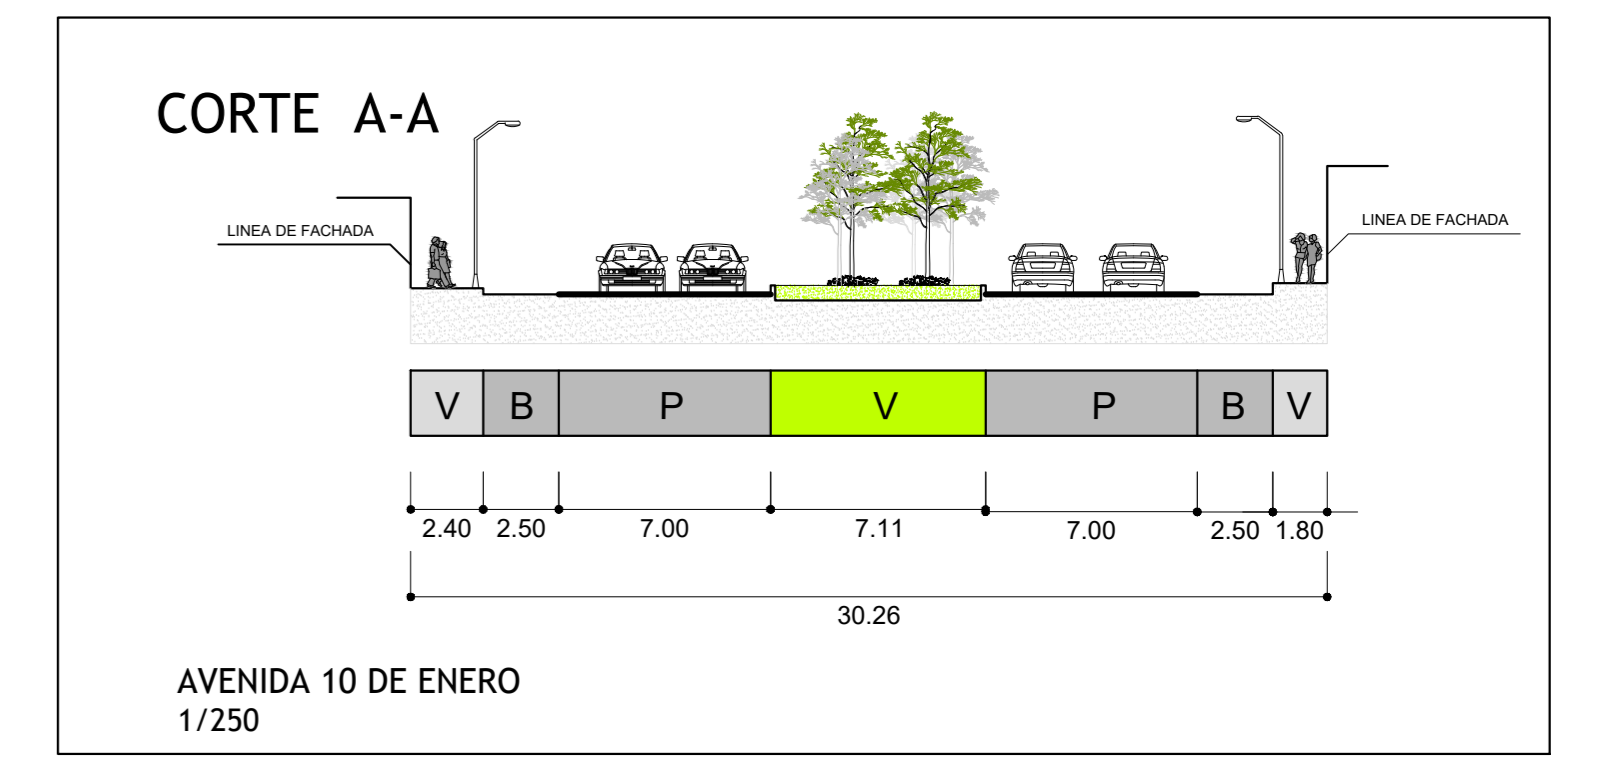 CORTE A-A
LINEA DE FACHADA
LINEA DE FACHADA
V B P V P B V
2.40 2.50 7.00 7.11 7.00 2.50 1.80
30.26
AVENIDA 10 DE ENERO
1/250